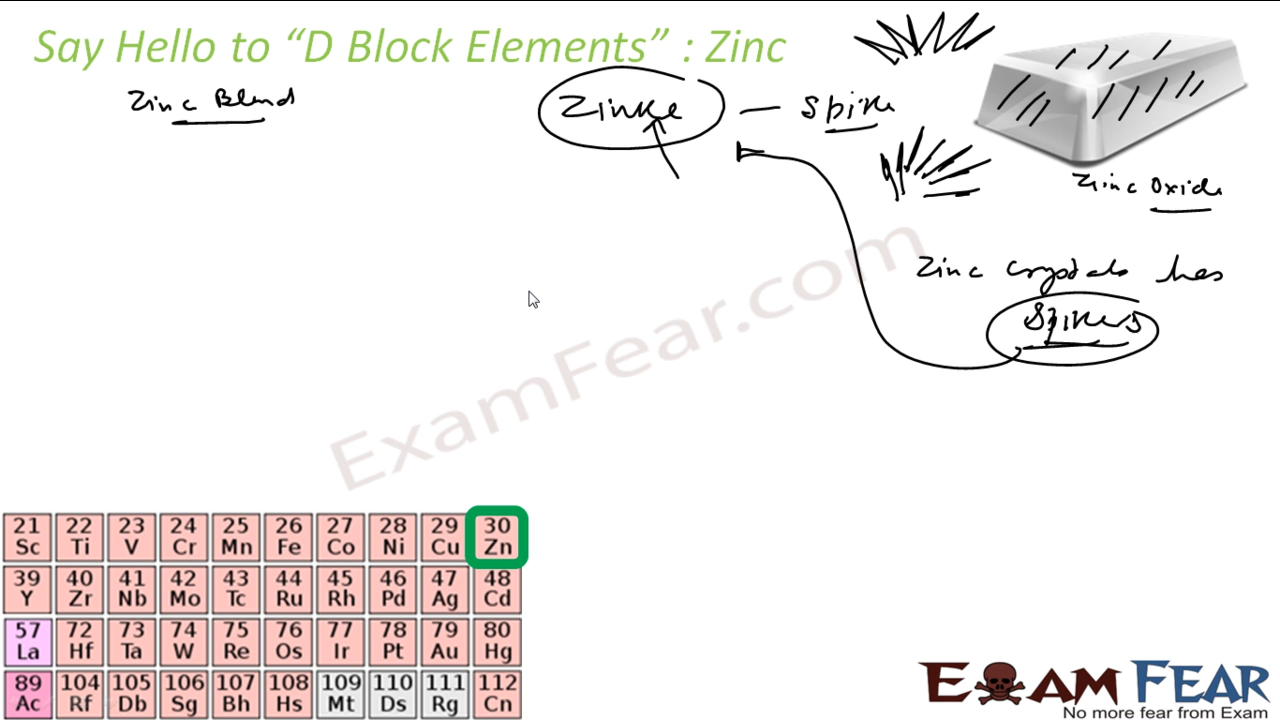 Say Hello to “D Block Elements” : Zinc
Zinc Blend
Zinke — Spike
Zinc Oxide
Zinc Crystals has
Spikers
ExamFear.com
21 22 23 24 25 26 27 28 29 30
Sc Ti V Cr Mn Fe Co Ni Cu Zn
39 40 41 42 43 44 45 46 47 48
Y Zr Nb Mo Tc Ru Rh Pd Ag Cd
57 72 73 74 75 76 77 78 79 80
La Hf Ta W Re Os Ir Pt Au Hg
89 104 105 106 107 108 109 110 111 112
Ac Rf Db Sg Bh Hs Mt Ds Rg Cn
EXAM FEAR
No more fear from Exam